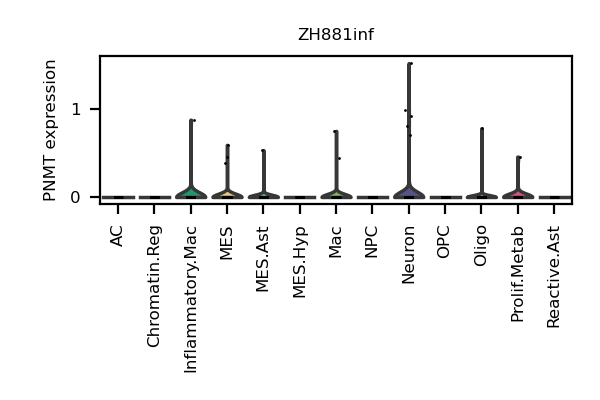 ZH881inf
PNMT expression
1
0
AC
Chromatin.Reg
Inflammatory.Mac
MES
MES.Ast
MES.Hyp
Mac
NPC
Neuron
OPC
Oligo
Prolif.Metab
Reactive.Ast